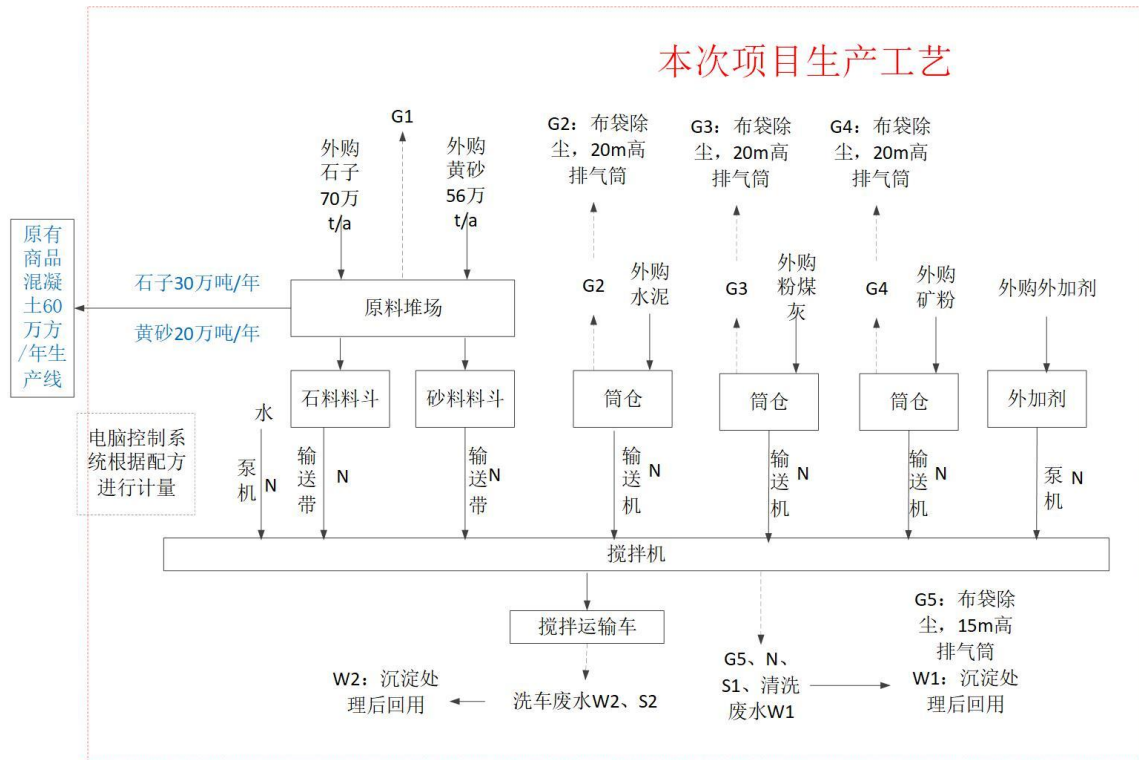 本次项目生产工艺
G1
外购
石子
70万
t/a
外购
黄砂
56万
t/a
G2：布袋除
尘，20m高
排气筒
G3：布袋除
尘，20m高
排气筒
G4：布袋除
尘，20m高
排气筒
原有
商品
混凝
土60
万方
/年生
产线
石子30万吨/年
黄砂20万吨/年
原料堆场
G2
外购
水泥
G3
外购
粉煤
灰
G4
外购
矿粉
外购外加剂
石料料斗
砂料料斗
筒仓
筒仓
筒仓
外加剂
电脑控制系
统根据配方
进行计量
水
泵
机
N
输
送
带
N
输
送
带
N
输
送
机
N
输
送
机
N
输
送
机
N
泵
机
N
搅拌机
搅拌运输车
G5：布袋除
尘，15m高
排气筒
W2：沉淀处
理后回用
洗车废水W2、S2
G5、N、
S1、清洗
废水W1
W1：沉淀处
理后回用